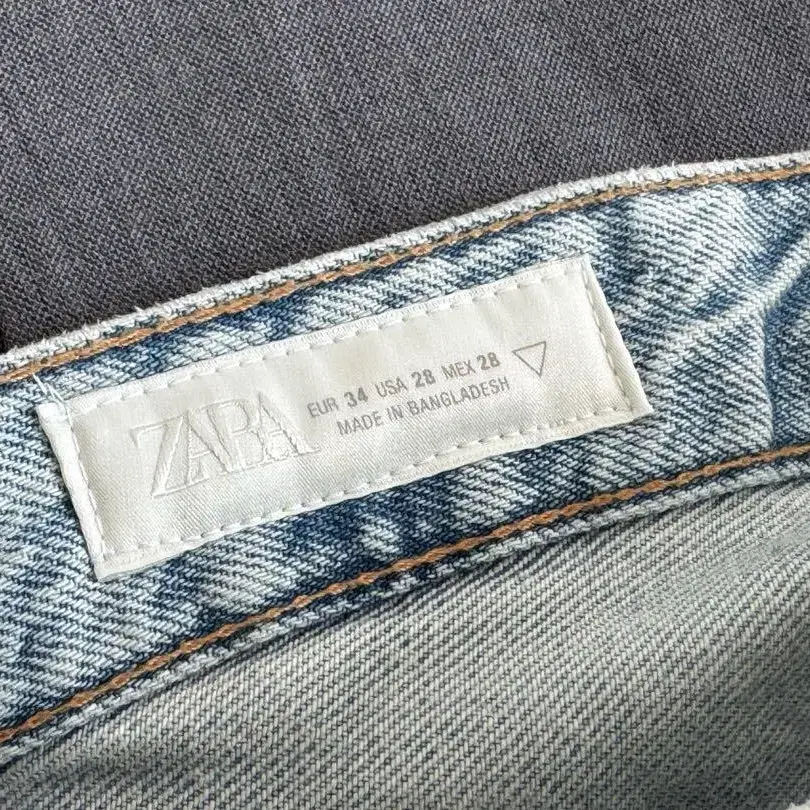 ZARA
EUR 34 USA 28 MEX 28
MADE IN BANGLADESH